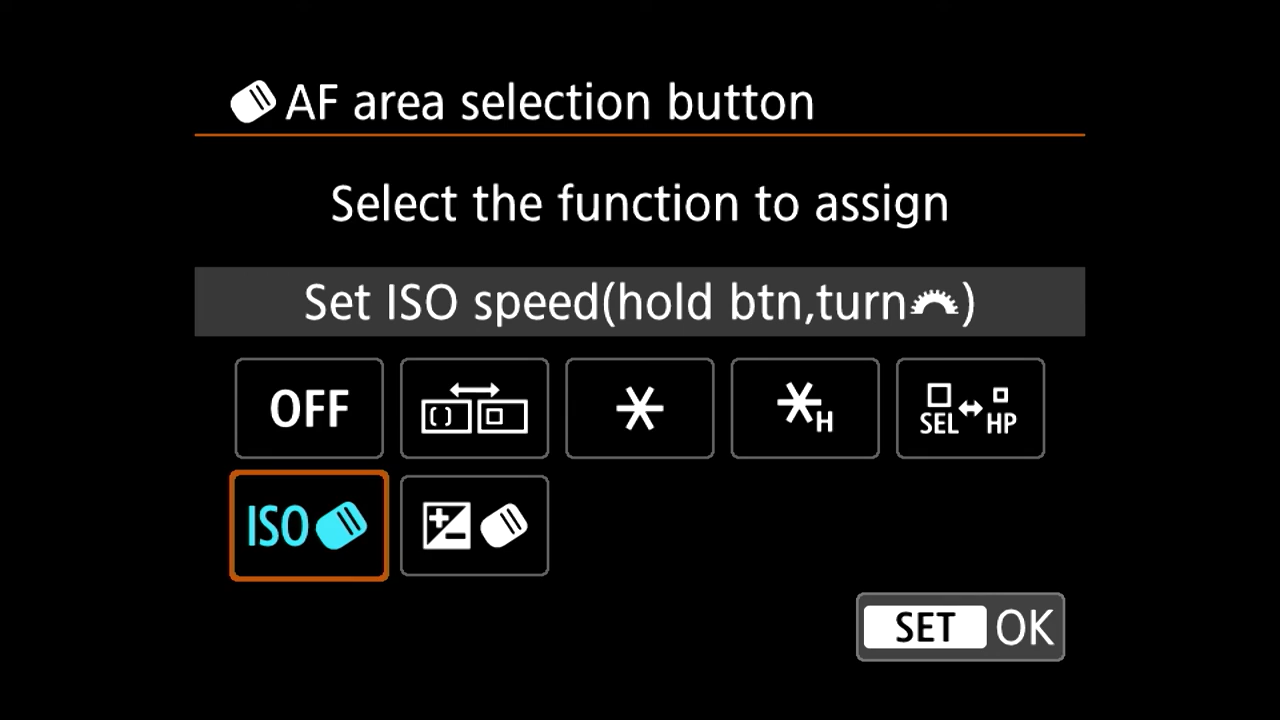 AF area selection button
Select the function to assign
Set ISO speed(hold btn,turn)
OFF
H
SEL HP
ISO
SET OK